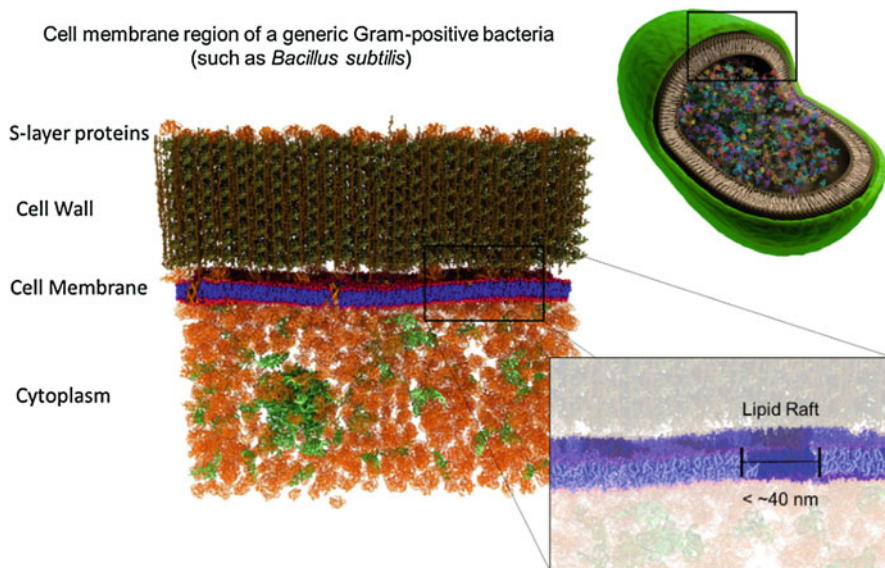 Cell membrane region of a generic Gram-positive bacteria
(such as Bacillus subtilis)
S-layer proteins
Cell Wall
Cell Membrane
Cytoplasm
Lipid Raft
< ~40 nm